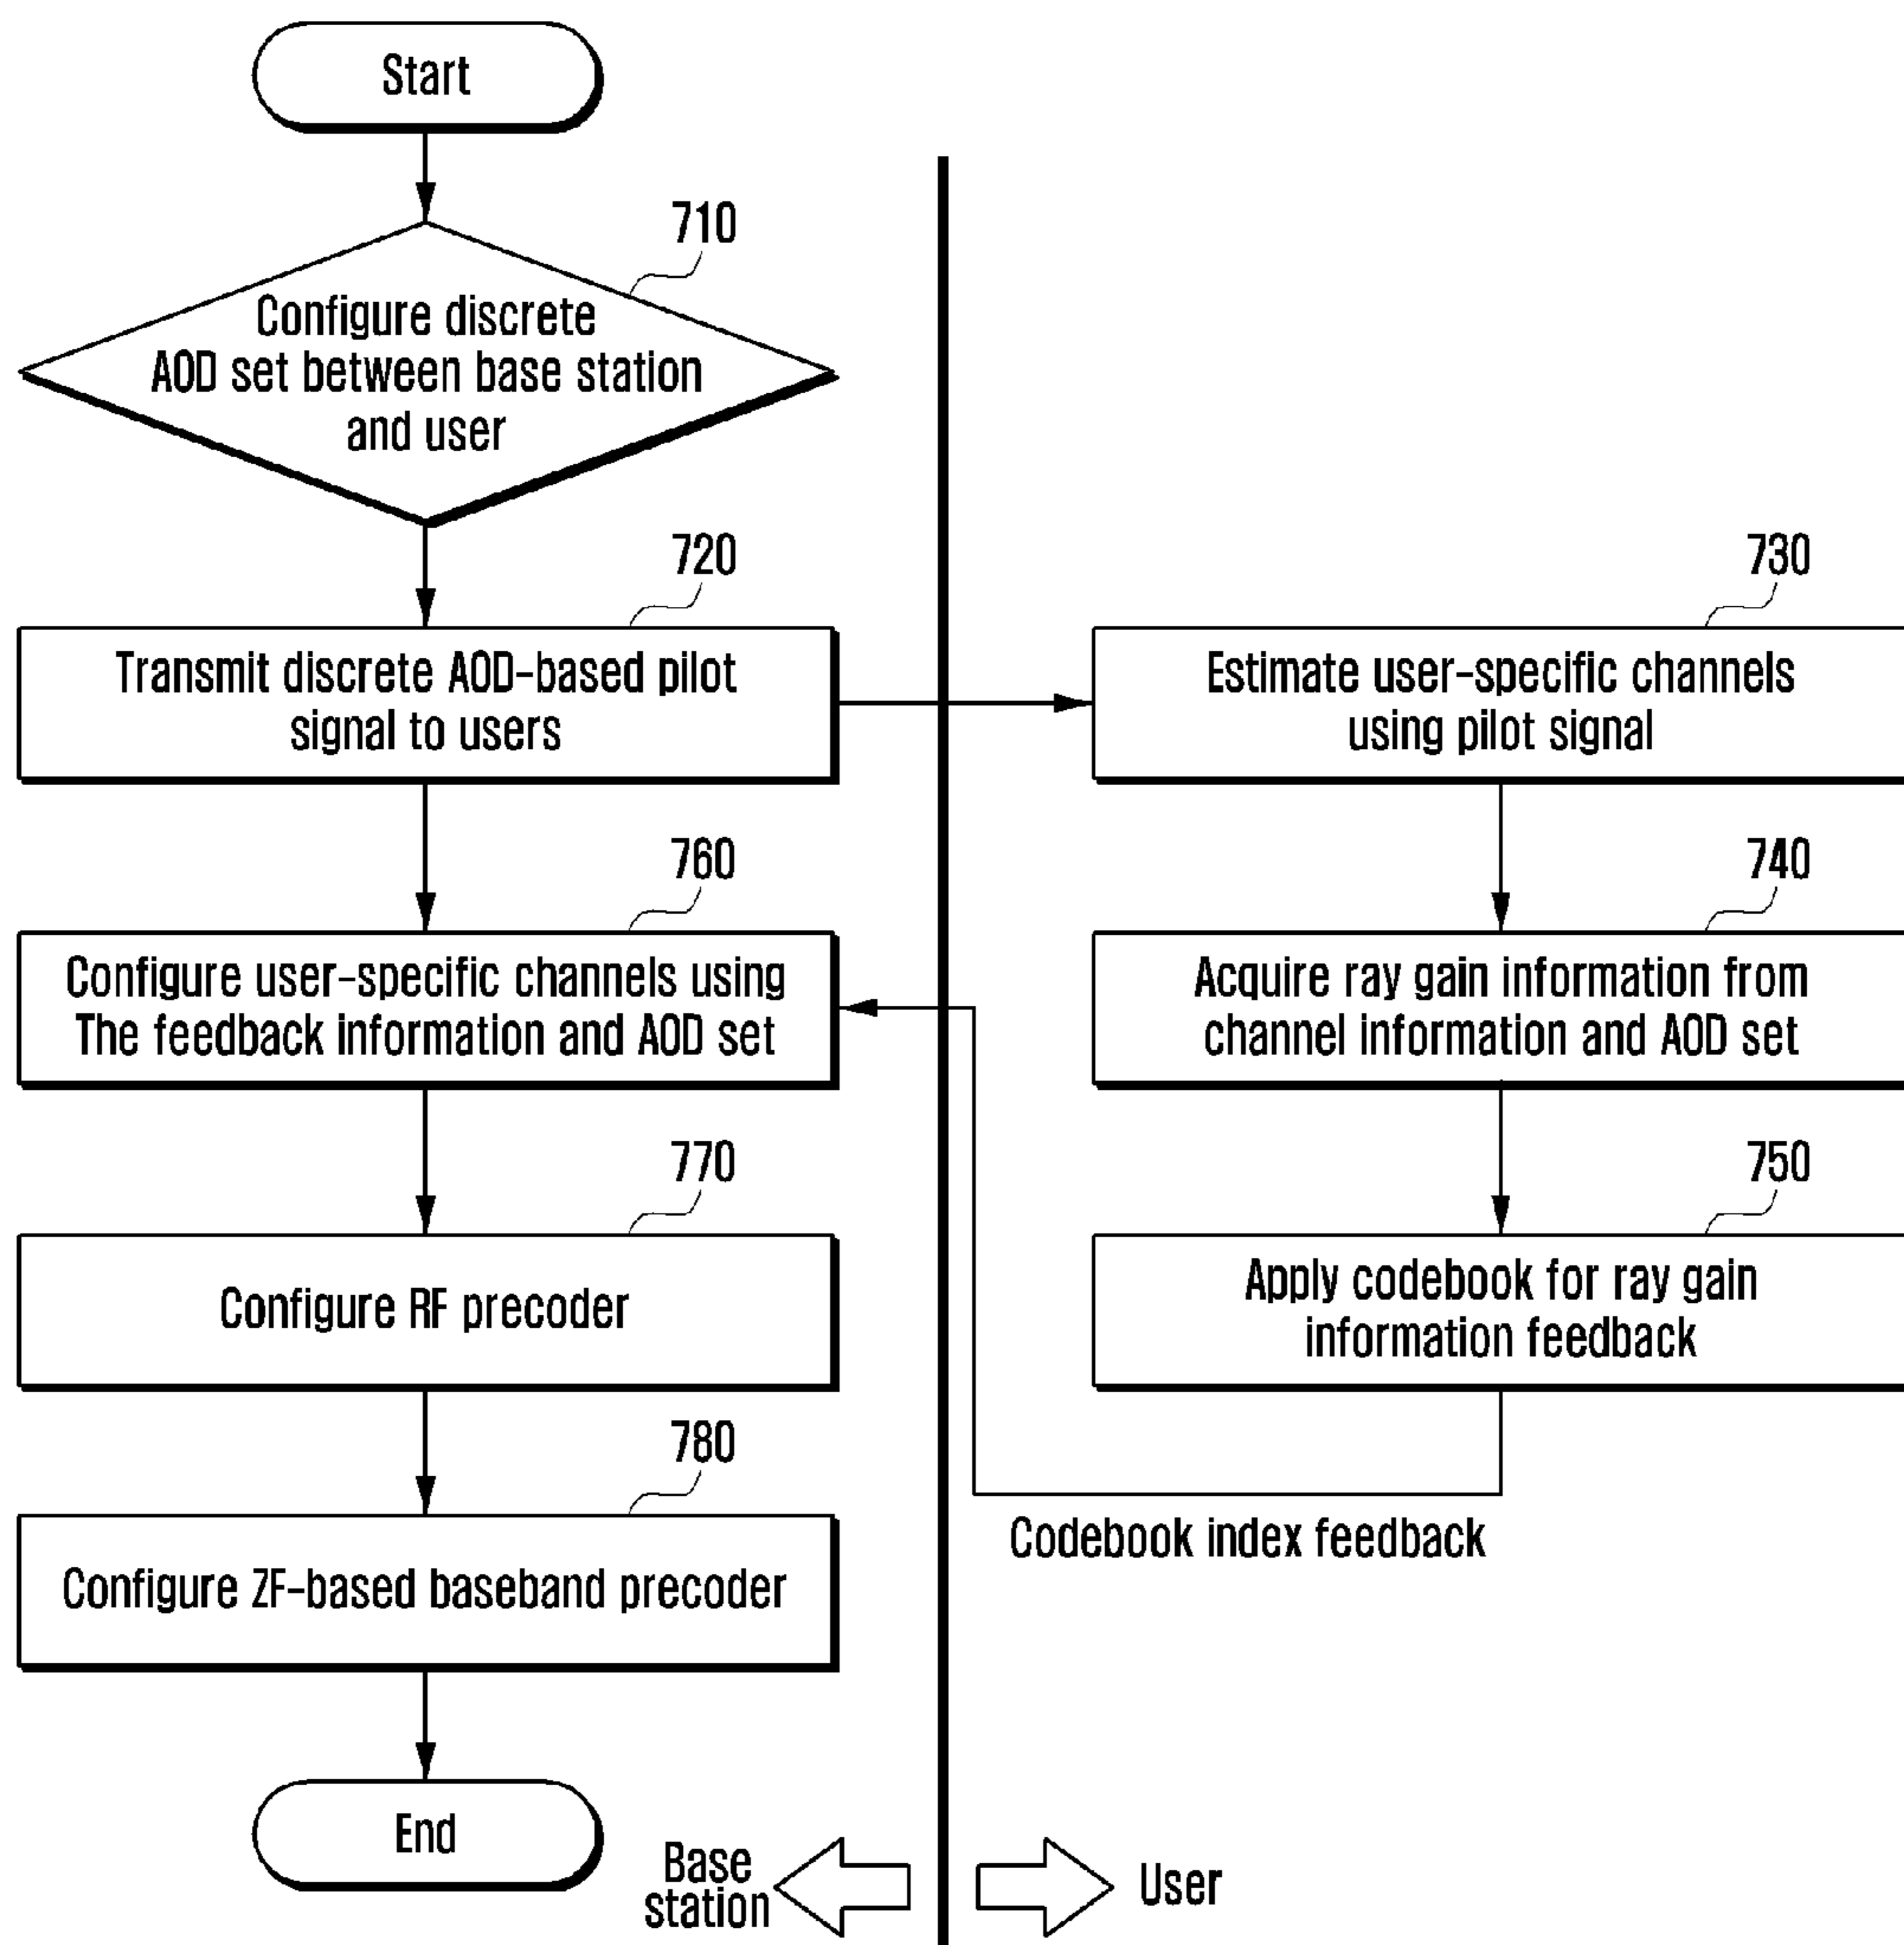 Start
710
Configure discrete
AOD set between base station
and user
720
Transmit discrete AOD-based pilot
signal to users
730
Estimate user-specific channels
using pilot signal
760
Configure user-specific channels using
The feedback information and AOD set
740
Acquire ray gain information from
channel information and AOD set
770
Configure RF precoder
750
Apply codebook for ray gain
information feedback
Codebook index feedback
780
Configure ZF-based baseband precoder
End
Base
station
User